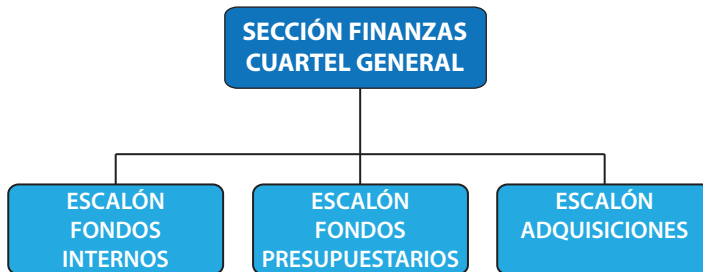 SECCIÓN FINANZAS
CUARTEL GENERAL
ESCALÓN
FONDOS
INTERNOS
ESCALÓN
FONDOS
PRESUPUESTARIOS
ESCALÓN
ADQUISICIONES